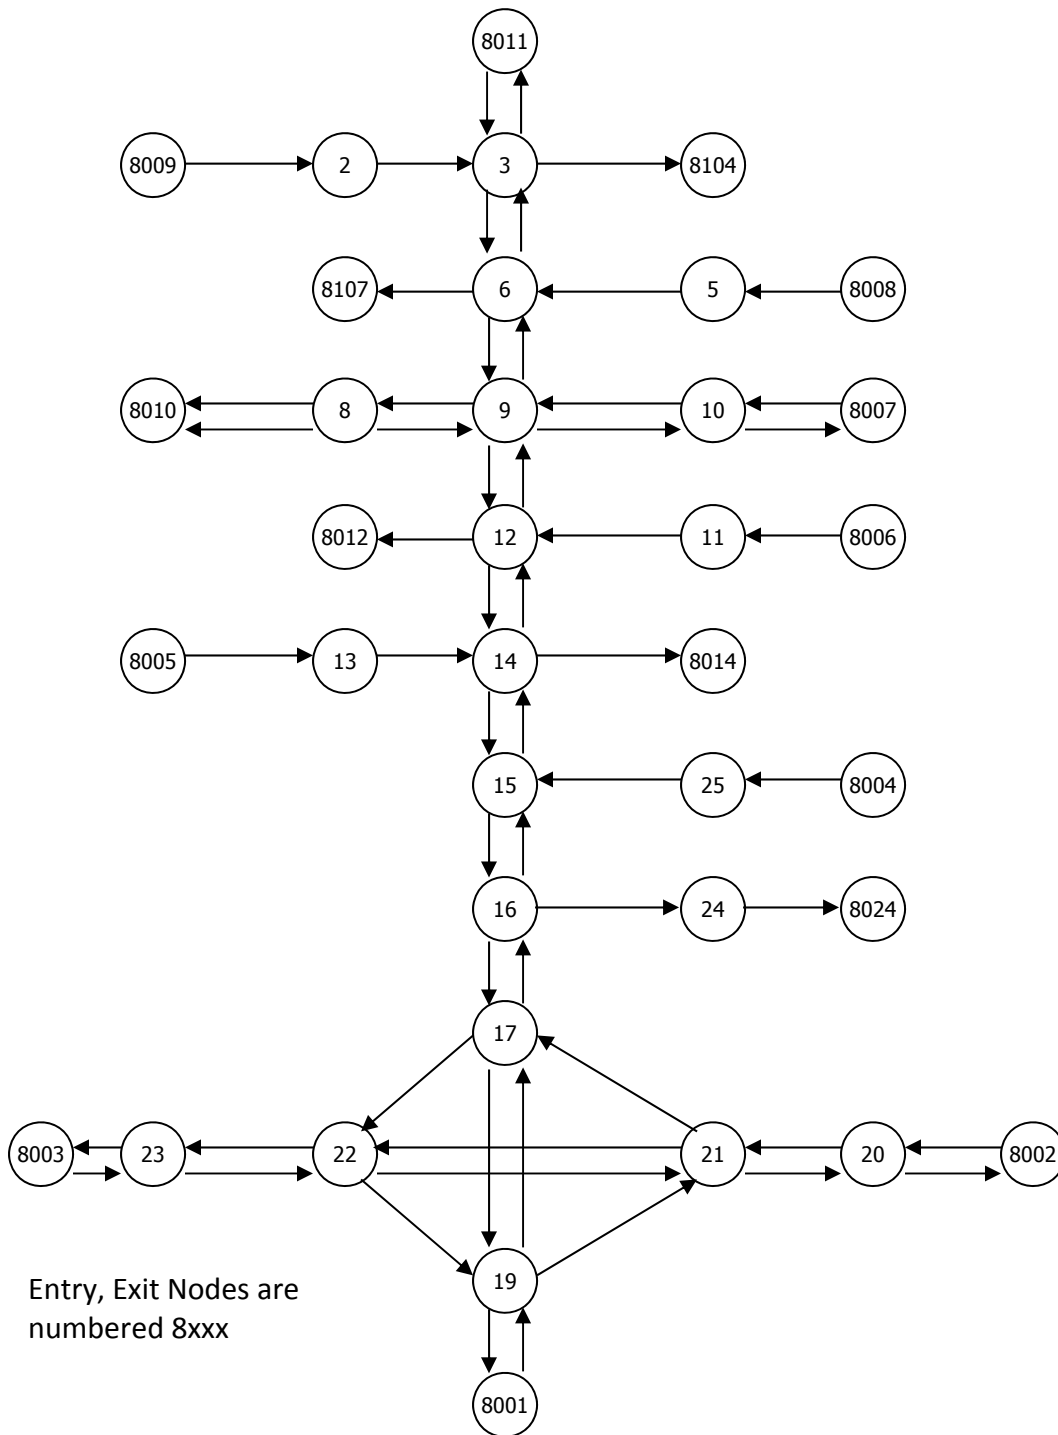 8011
8009 2 3 8104
8107 6 5 8008
8010 8 9 10 8007
8012 12 11 8006
8005 13 14 8014
15 25 8004
16 24 8024
17
8003 23 22 21 20 8002
19
Entry, Exit Nodes are
numbered 8xxx
8001